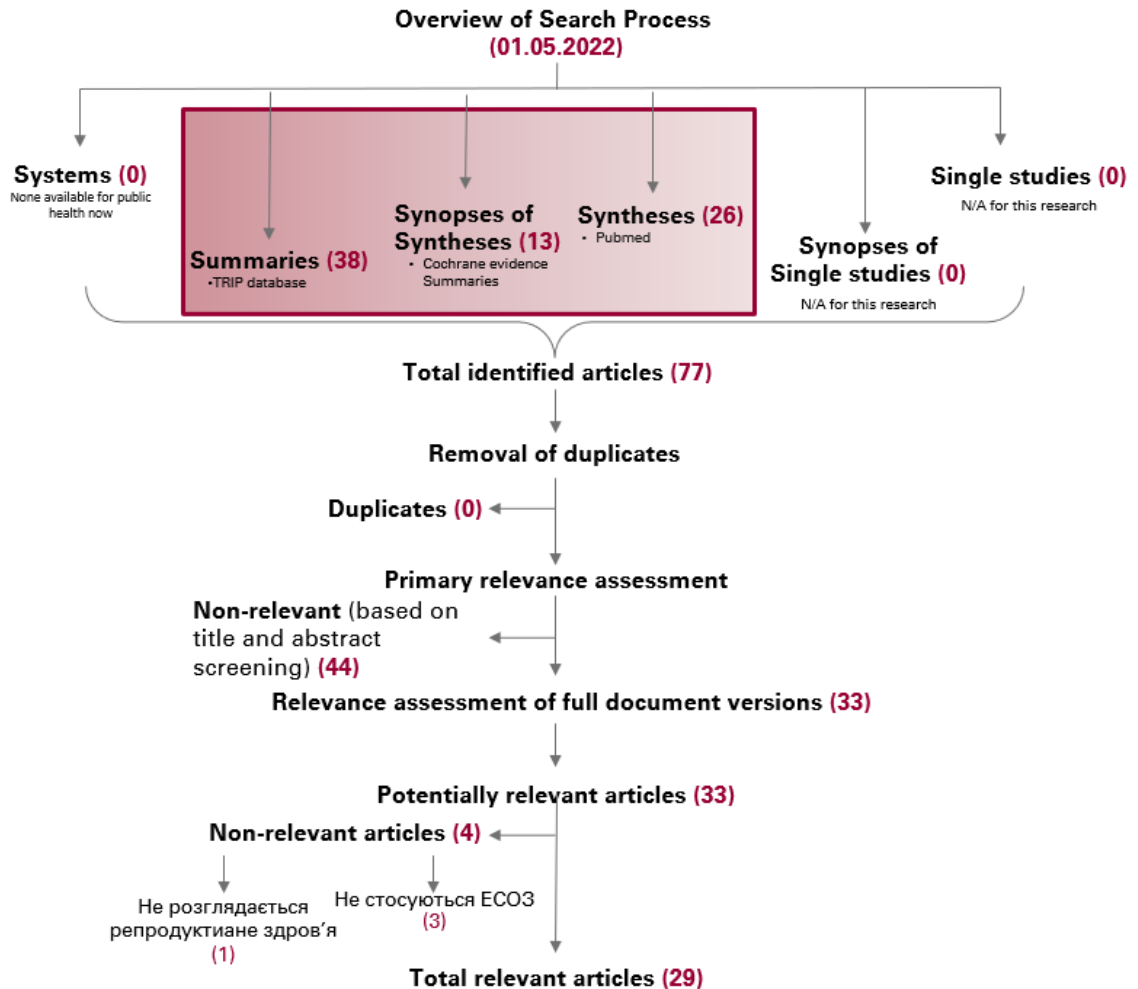 Overview of Search Process
(01.05.2022)
Systems (0)
None available for public
health now
Summaries (38)
•TRIP database
Synopses of
Syntheses (13)
• Cochrane evidence
Summaries
Syntheses (26)
• Pubmed
Synopses of
Single studies (0)
N/A for this research
Single studies (0)
N/A for this research
Total identified articles (77)
Removal of duplicates
Duplicates (0)
Primary relevance assessment
Non-relevant (based on
title and abstract
screening) (44)
Relevance assessment of full document versions (33)
Potentially relevant articles (33)
Non-relevant articles (4)
Не розглядається
репродуктиане здров’я
(1)
Не стосуються ЕСОЗ
(3)
Total relevant articles (29)